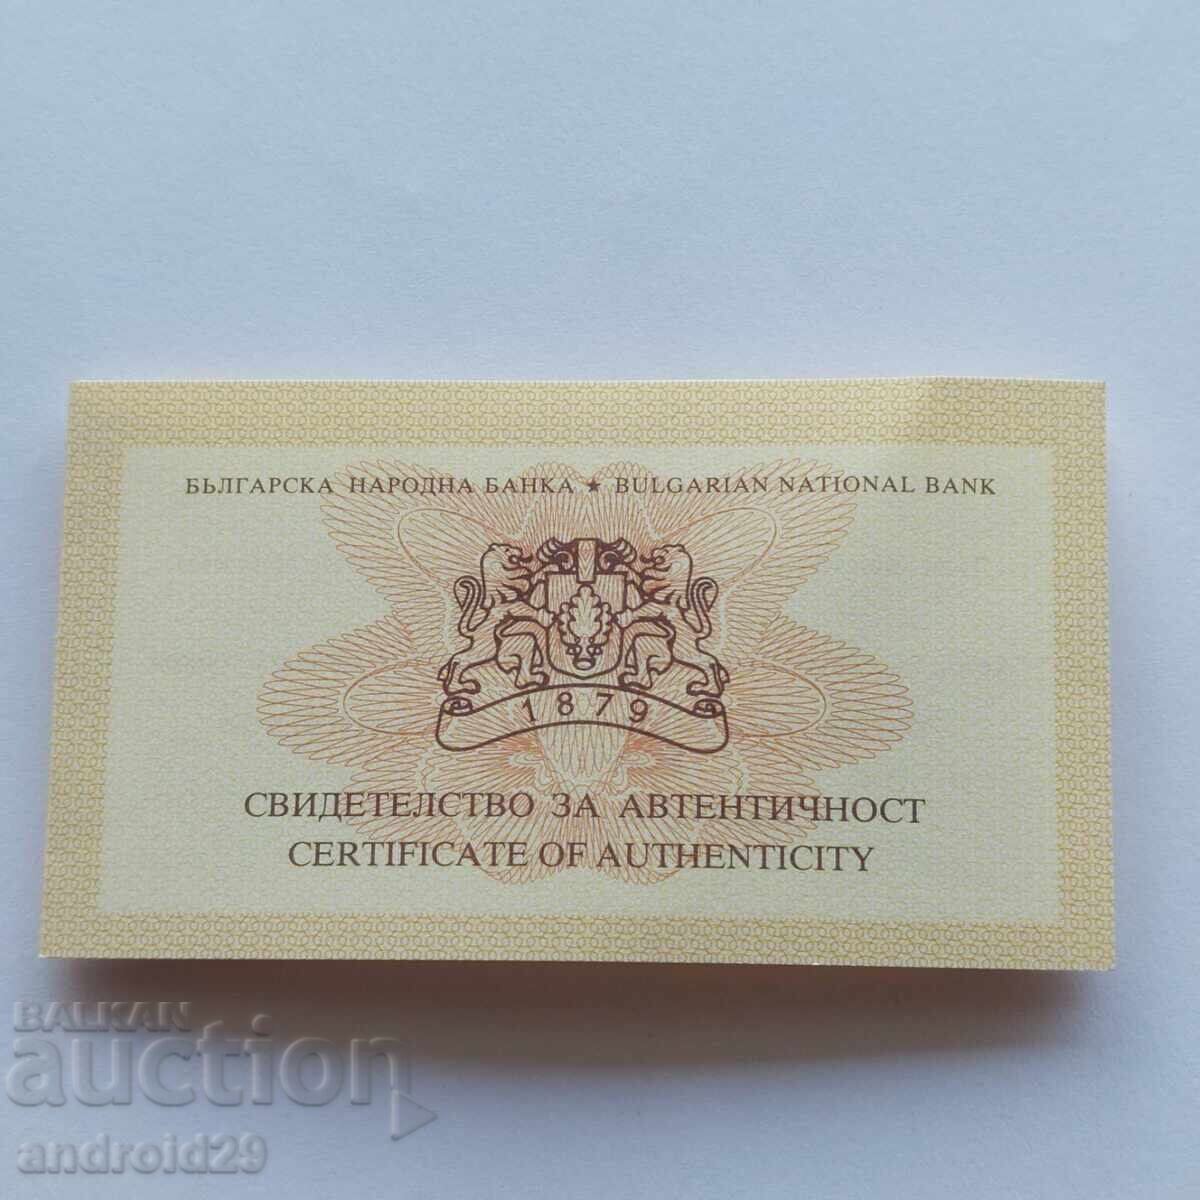 БЪЛГАРСКА НАРОДНА БАНКА ★ BULGARIAN NATIONAL BANK
1879
СВИДЕТЕЛСТВО ЗА АВТЕНТИЧНОСТ
CERTIFICATE OF AUTHENTICITY
BALKAN
auction
android29